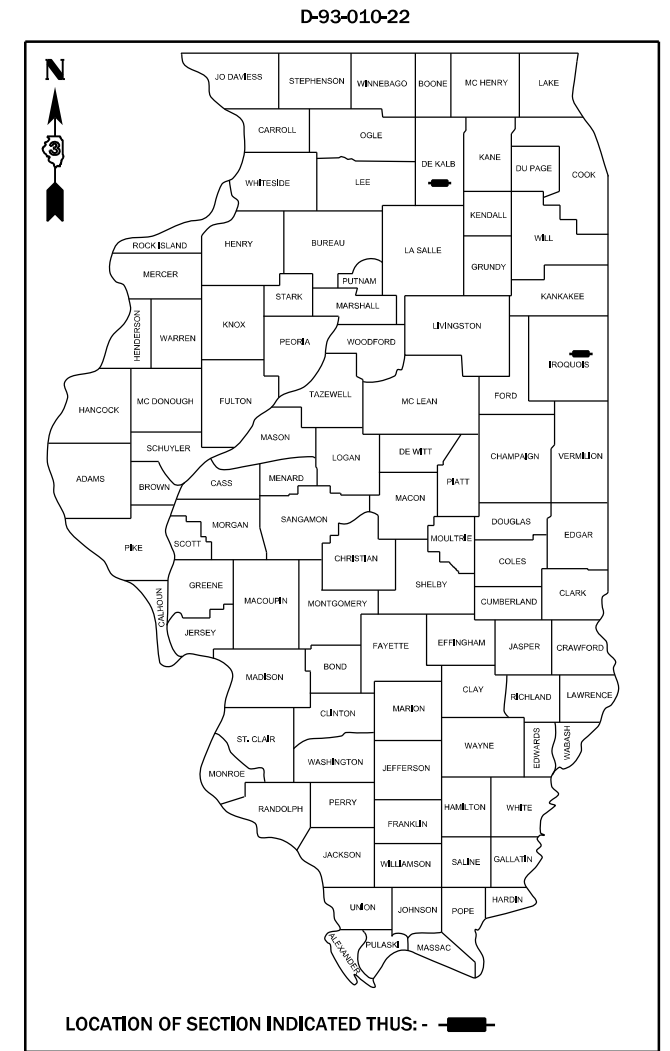 D-93-010-22
N
3
JO DAVIESS
STEPHENSON
WINNEBAGO
BOONE
MC HENRY
LAKE
CARROLL
OGLE
DE KALB
KANE
DU PAGE
COOK
WHITESIDE
LEE
KENDALL
WILL
ROCK ISLAND
HENRY
BUREAU
LA SALLE
GRUNDY
MERCER
PUTNAM
KANKAKEE
STARK
MARSHALL
HENDERSON
WARREN
KNOX
PEORIA
WOODFORD
LIVINGSTON
IROQUOIS
HANCOCK
MC DONOUGH
FULTON
TAZEWELL
MC LEAN
FORD
MASON
SCHUYLER
LOGAN
DE WITT
CHAMPAIGN
VERMILION
ADAMS
BROWN
CASS
MENARD
PIATT
MACON
MORGAN
SANGAMON
DOUGLAS
PIKE
SCOTT
CHRISTIAN
MOULTRIE
EDGAR
COLES
GREENE
SHELBY
CALHOUN
MACOUPIN
MONTGOMERY
CUMBERLAND
CLARK
JERSEY
FAYETTE
EFFINGHAM
JASPER
CRAWFORD
MADISON
BOND
CLAY
RICHLAND
LAWRENCE
CLINTON
MARION
ST. CLAIR
WAYNE
EDWARDS
WABASH
MONROE
WASHINGTON
JEFFERSON
RANDOLPH
PERRY
HAMILTON
WHITE
FRANKLIN
JACKSON
WILLIAMSON
SALINE
GALLATIN
UNION
JOHNSON
POPE
HARDIN
ALEXANDER
PULASKI
MASSAC
LOCATION OF SECTION INDICATED THUS: -